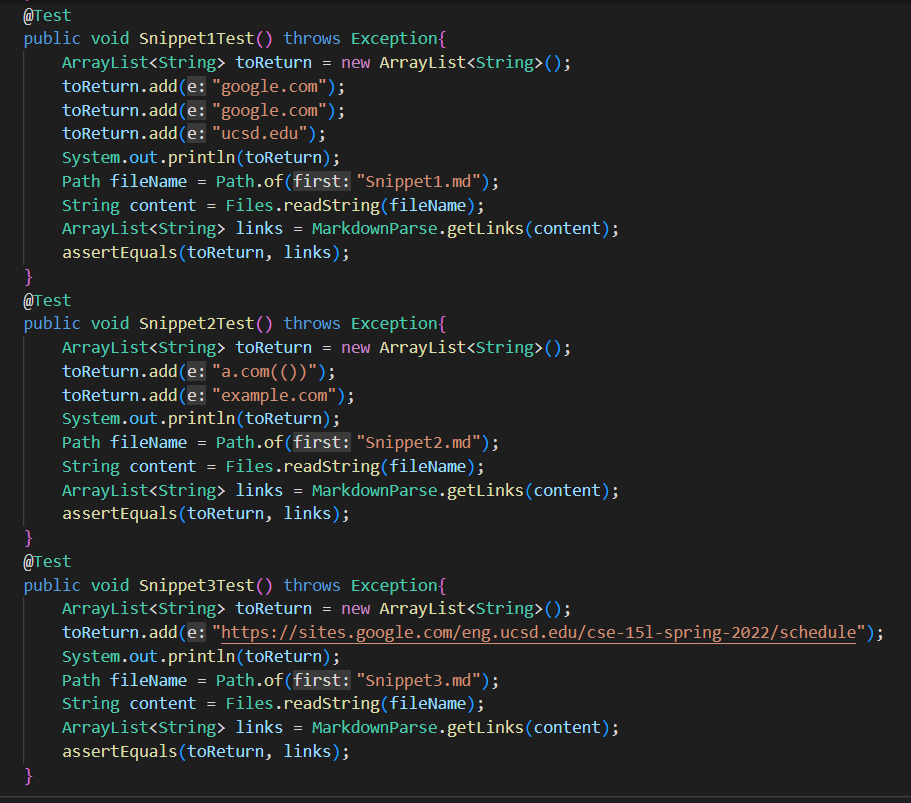 @Test
public void Snippet1Test() throws Exception{
    ArrayList<String> toReturn = new ArrayList<String>();
    toReturn.add(e: "google.com");
    toReturn.add(e: "google.com");
    toReturn.add(e: "ucsd.edu");
    System.out.println(toReturn);
    Path fileName = Path.of(first: "Snippet1.md");
    String content = Files.readString(fileName);
    ArrayList<String> links = MarkdownParse.getLinks(content);
    assertEquals(toReturn, links);
}
@Test
public void Snippet2Test() throws Exception{
    ArrayList<String> toReturn = new ArrayList<String>();
    toReturn.add(e: "a.com(())");
    toReturn.add(e: "example.com");
    System.out.println(toReturn);
    Path fileName = Path.of(first: "Snippet2.md");
    String content = Files.readString(fileName);
    ArrayList<String> links = MarkdownParse.getLinks(content);
    assertEquals(toReturn, links);
}
@Test
public void Snippet3Test() throws Exception{
    ArrayList<String> toReturn = new ArrayList<String>();
    toReturn.add(e: "https://sites.google.com/eng.ucsd.edu/cse-15l-spring-2022/schedule");
    System.out.println(toReturn);
    Path fileName = Path.of(first: "Snippet3.md");
    String content = Files.readString(fileName);
    ArrayList<String> links = MarkdownParse.getLinks(content);
    assertEquals(toReturn, links);
}